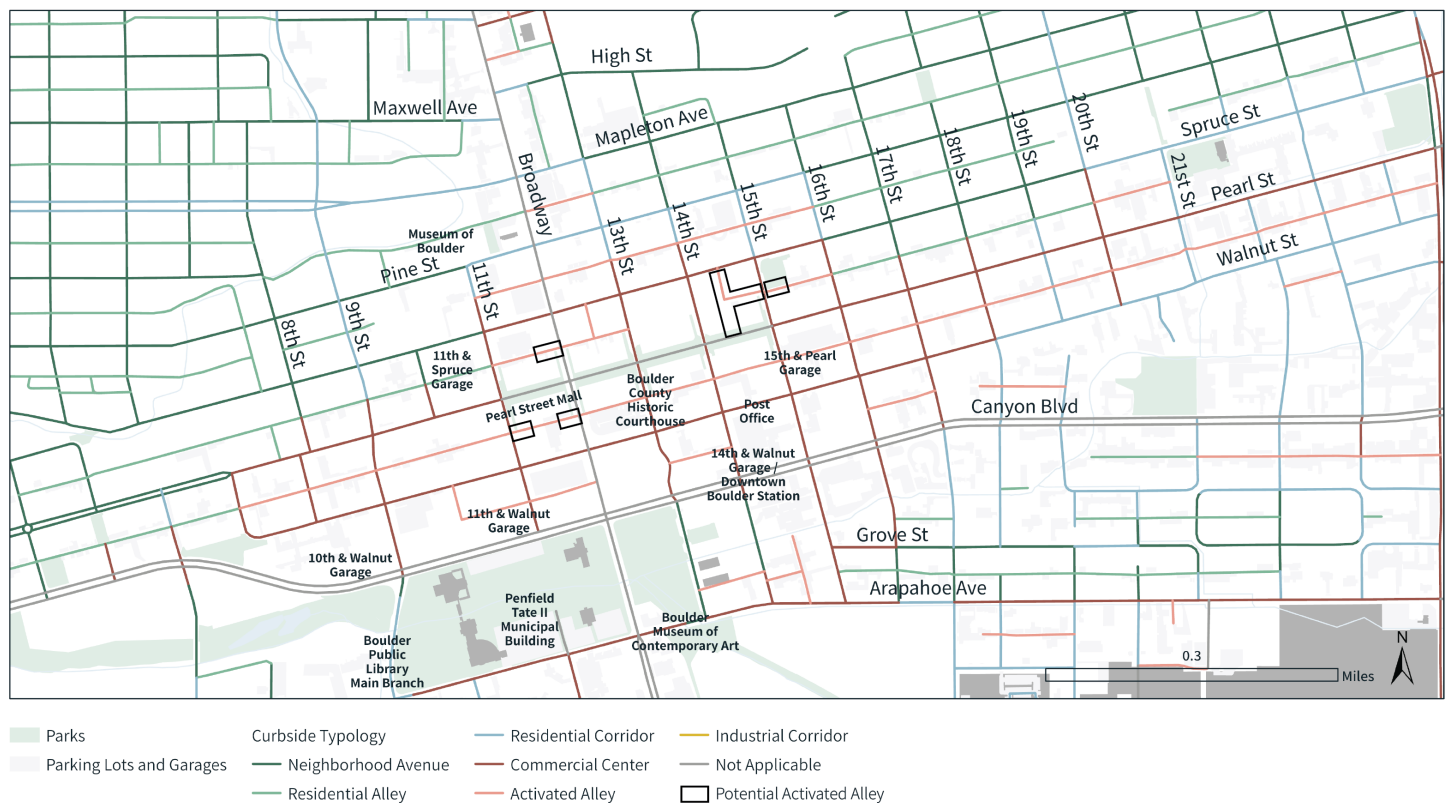 High St
Maxwell Ave
Mapleton Ave
Broadway
20th St
19th St
18th St
17th St
16th St
15th St
14th St
13th St
Spruce St
21st St
Pearl St
Walnut St
Museum of
Boulder
Pine St
11th St
9th St
8th St
11th &
Spruce
Garage
Pearl Street Mall
Boulder
County
Historic
Courthouse
15th & Pearl
Garage
Post
Office
Canyon Blvd
14th & Walnut
Garage /
Downtown
Boulder Station
11th & Walnut
Garage
10th & Walnut
Garage
Grove St
Arapahoe Ave
Penfield
Tate II
Municipal
Building
Boulder
Museum of
Contemporary Art
Boulder
Public
Library
Main Branch
N
0.3
Miles
Parks
Parking Lots and Garages
Curbside Typology
Neighborhood Avenue
Residential Alley
Residential Corridor
Commercial Center
Activated Alley
Industrial Corridor
Not Applicable
Potential Activated Alley